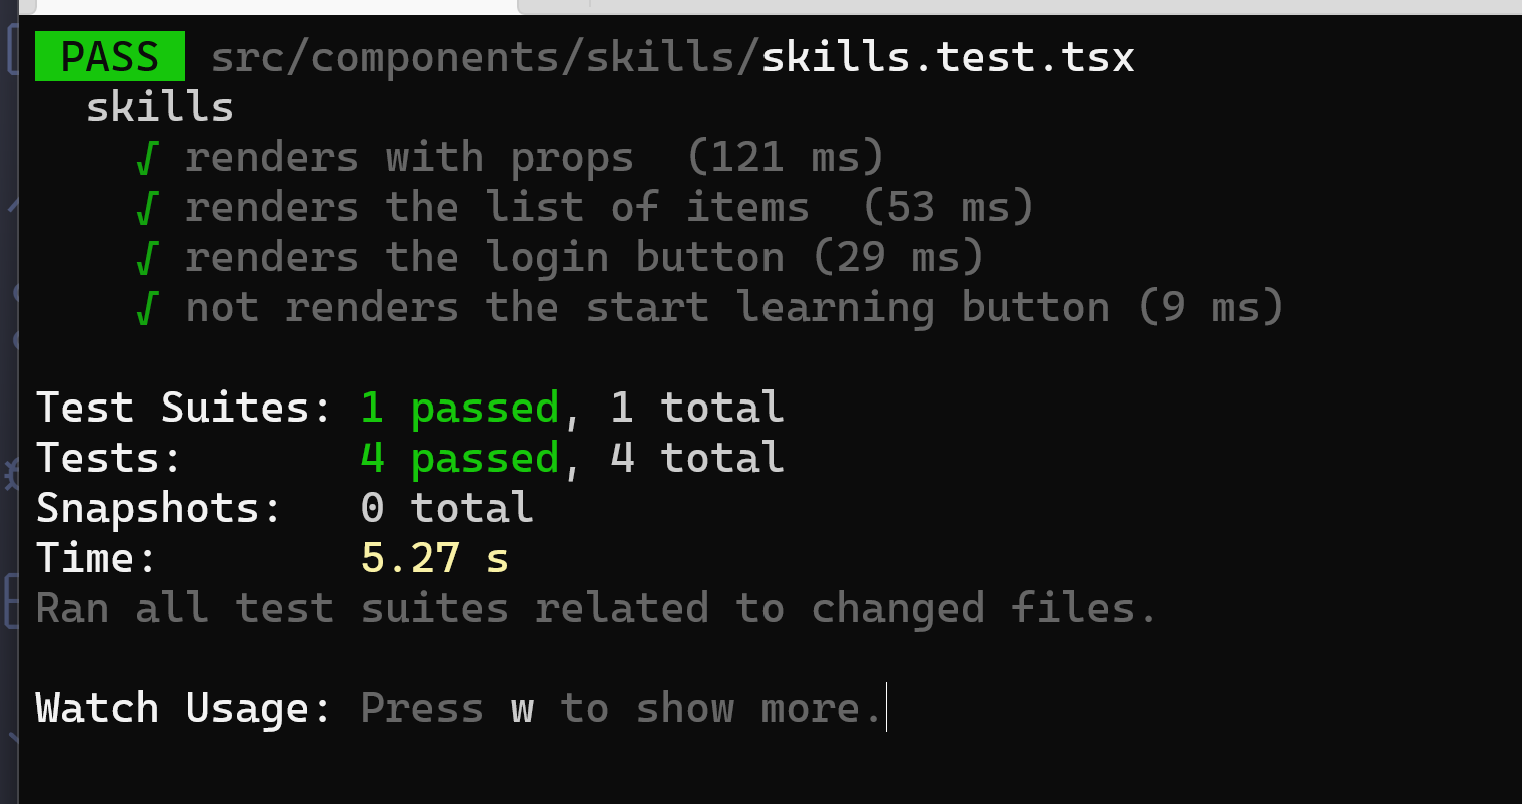 PASS src/components/skills/skills.test.tsx
skills
√ renders with props  (121 ms)
√ renders the list of items  (53 ms)
√ renders the login button (29 ms)
√ not renders the start learning button (9 ms)
Test Suites: 1 passed, 1 total
Tests:       4 passed, 4 total
Snapshots:   0 total
Time:        5.27 s
Ran all test suites related to changed files.
Watch Usage: Press w to show more.